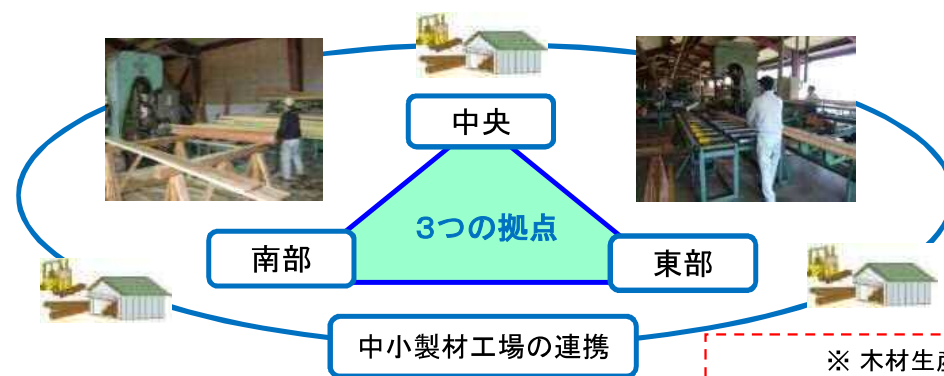 中央
3つの拠点
南部
東部
中小製材工場の連携
※ 木材生